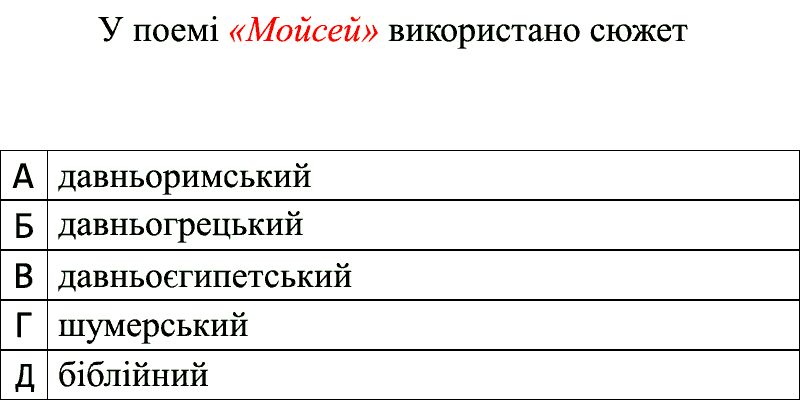 У поемі «Мойсей» використано сюжет
А давньоримський
Б давньогрецький
В давньоєгипетський
Г шумерський
Д біблійний